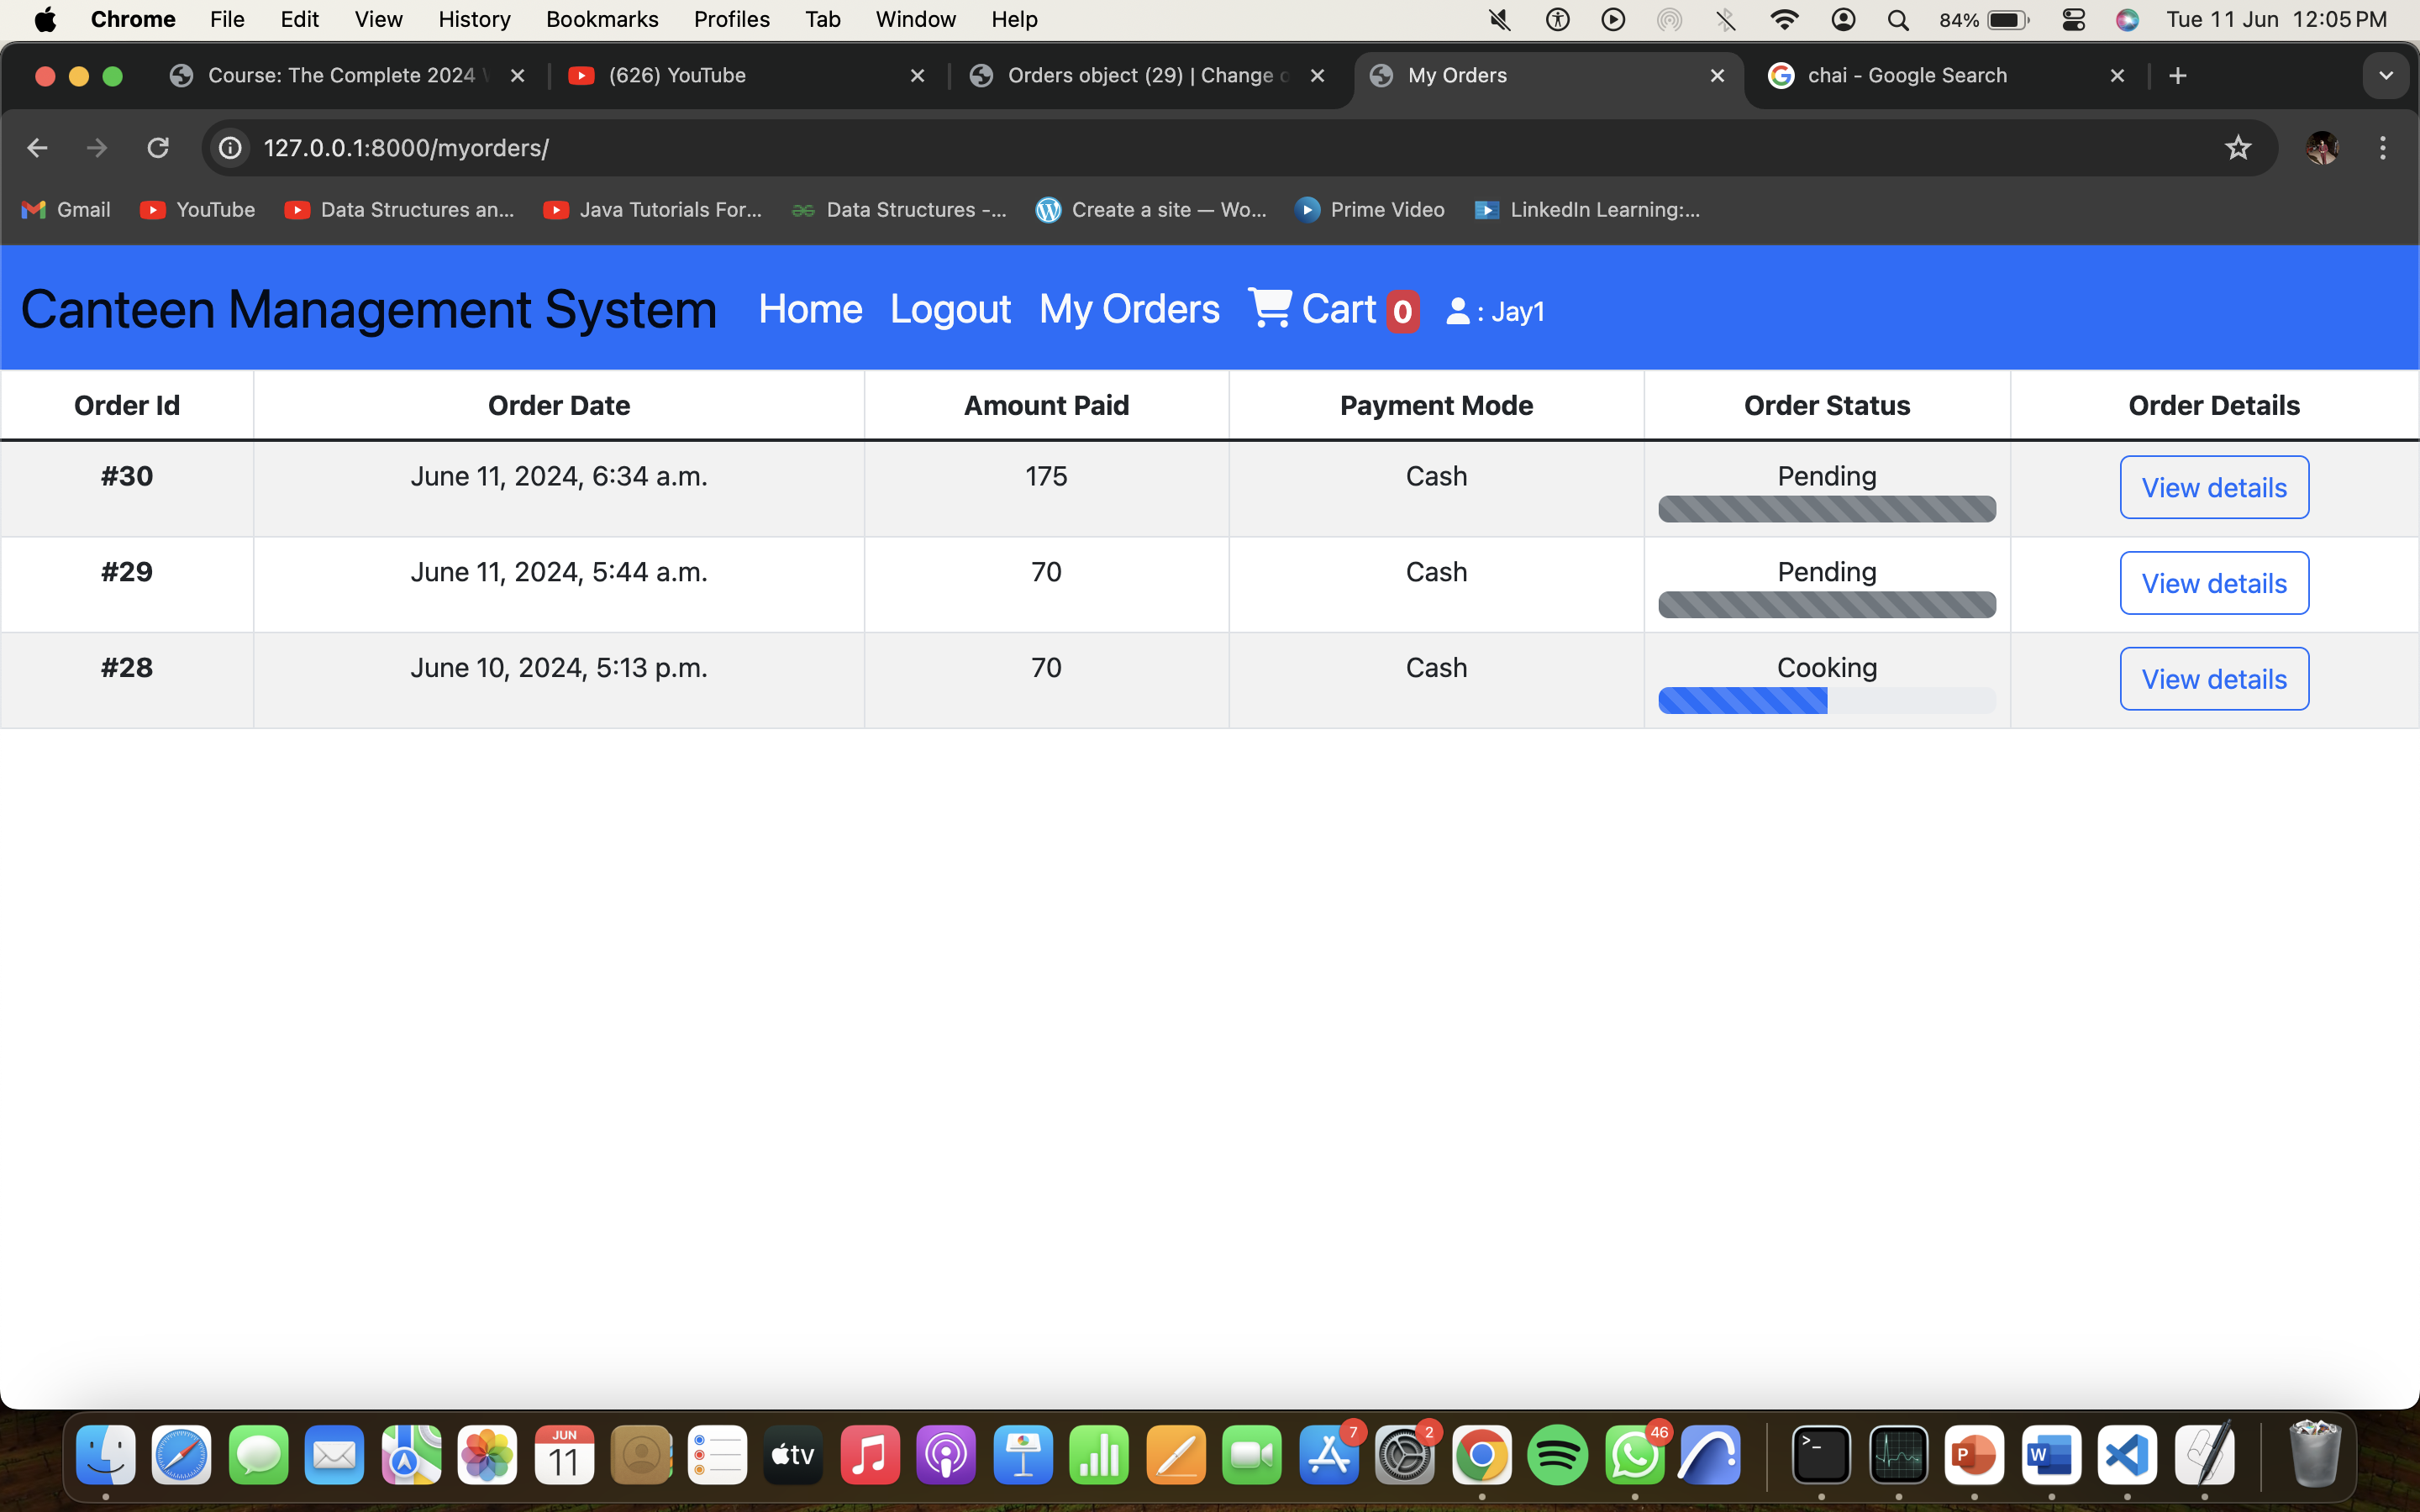 Chrome File Edit View History Bookmarks Profiles Tab Window Help 84% Tue 11 Jun 12:05 PM
Course: The Complete 2024 (626) YouTube Orders object (29) | Change My Orders chai - Google Search
127.0.0.1:8000/myorders/
Gmail YouTube Data Structures an... Java Tutorials For... Data Structures -... Create a site — Wo... Prime Video LinkedIn Learning:...
Canteen Management System Home Logout My Orders Cart 0 : Jay1
Order Id Order Date Amount Paid Payment Mode Order Status Order Details
#30 June 11, 2024, 6:34 a.m. 175 Cash Pending View details
#29 June 11, 2024, 5:44 a.m. 70 Cash Pending View details
#28 June 10, 2024, 5:13 p.m. 70 Cash Cooking View details
JUN 7 2 46
11 tv >_ P W